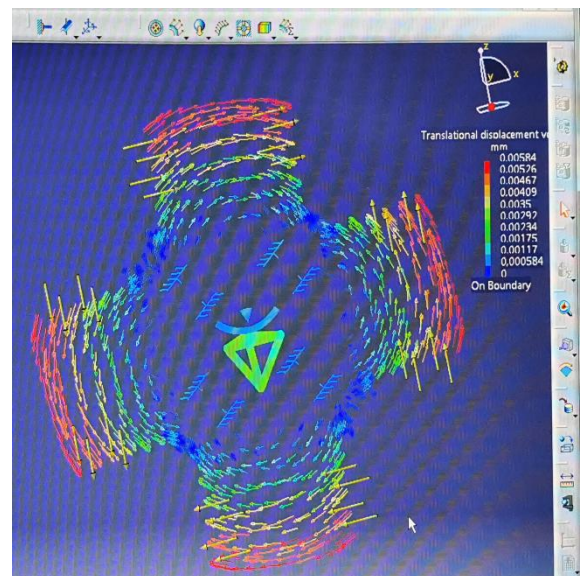 z
x
y
Translational displacement ve
mm
0.00584
0.00526
0.00467
0.00409
0.0035
0.00292
0.00234
0.00175
0.00117
0,000584
0
On Boundary